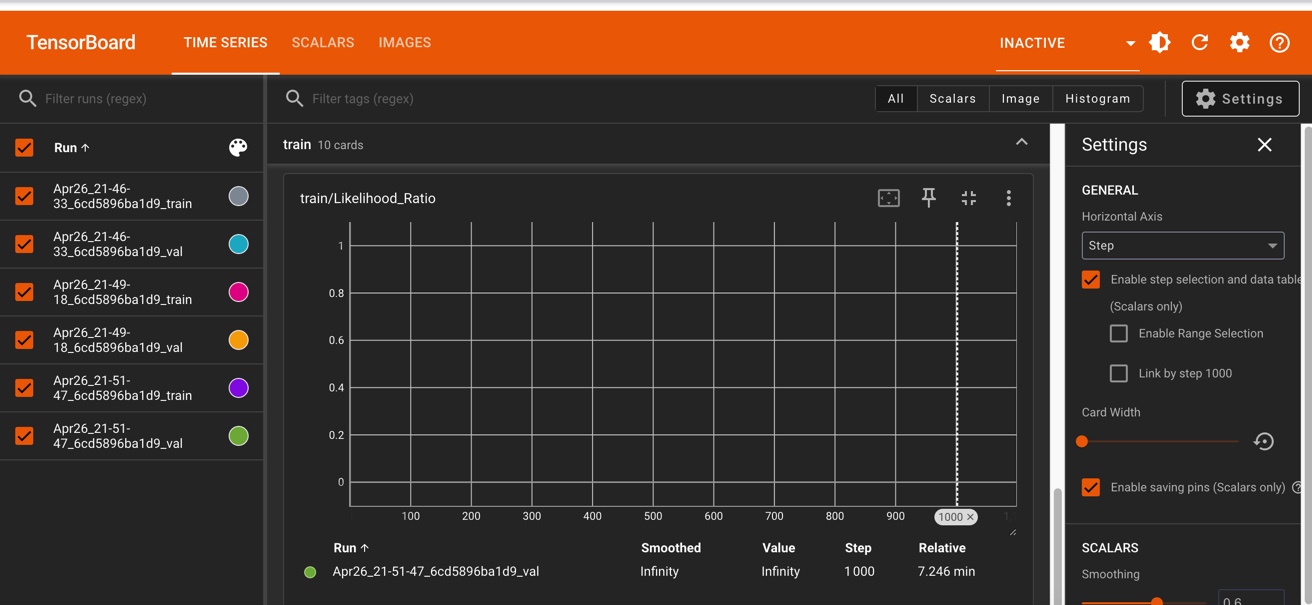 TensorBoard TIME SERIES SCALARS IMAGES INACTIVE
Filter runs (regex)
Filter tags (regex) All Scalars Image Histogram Settings
Run ↑
Apr26_21-46-
33_6cd5896ba1d9_train
Apr26_21-46-
33_6cd5896ba1d9_val
Apr26_21-49-
18_6cd5896ba1d9_train
Apr26_21-49-
18_6cd5896ba1d9_val
Apr26_21-51-
47_6cd5896ba1d9_train
Apr26_21-51-
47_6cd5896ba1d9_val
train 10 cards
train/Likelihood_Ratio
1
0.8
0.6
0.4
0.2
0
100 200 300 400 500 600 700 800 900 1000 ×
Run ↑ Smoothed Value Step Relative
Apr26_21-51-47_6cd5896ba1d9_val Infinity Infinity 1000 7.246 min
Settings
GENERAL
Horizontal Axis
Step
Enable step selection and data table
(Scalars only)
Enable Range Selection
Link by step 1000
Card Width
Enable saving pins (Scalars only)
SCALARS
Smoothing
0.6